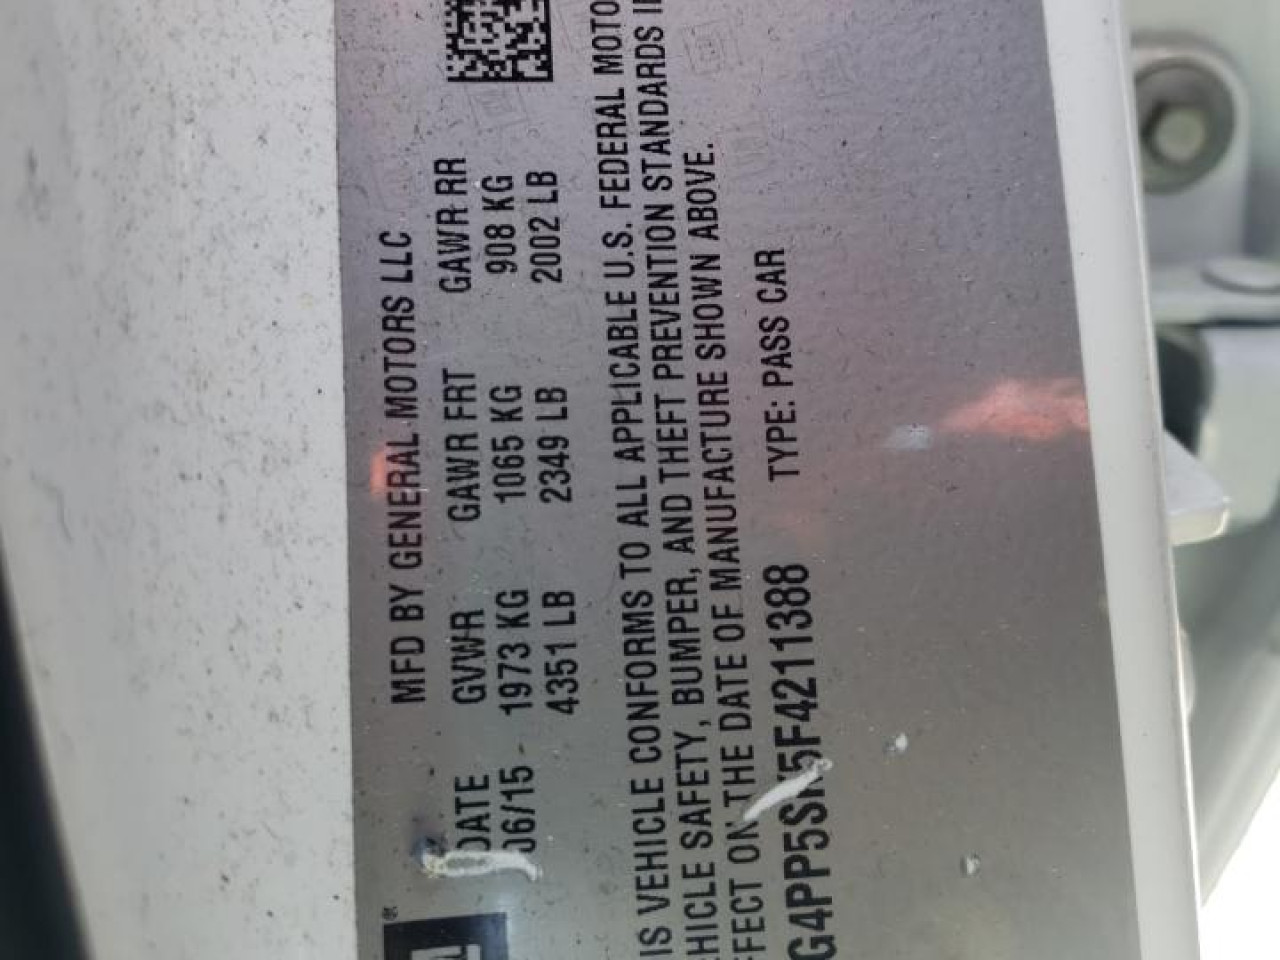 MFD BY GENERAL MOTORS LLC
DATE GVWR GAWR FRT GAWR RR
06/15 1973 KG 1065 KG 908 KG
4351 LB 2349 LB 2002 LB
IS VEHICLE CONFORMS TO ALL APPLICABLE U.S. FEDERAL MOTO
HICLE SAFETY, BUMPER, AND THEFT PREVENTION STANDARDS I
FFECT ON THE DATE OF MANUFACTURE SHOWN ABOVE.
G4PP5SK5F4211388 TYPE: PASS CAR